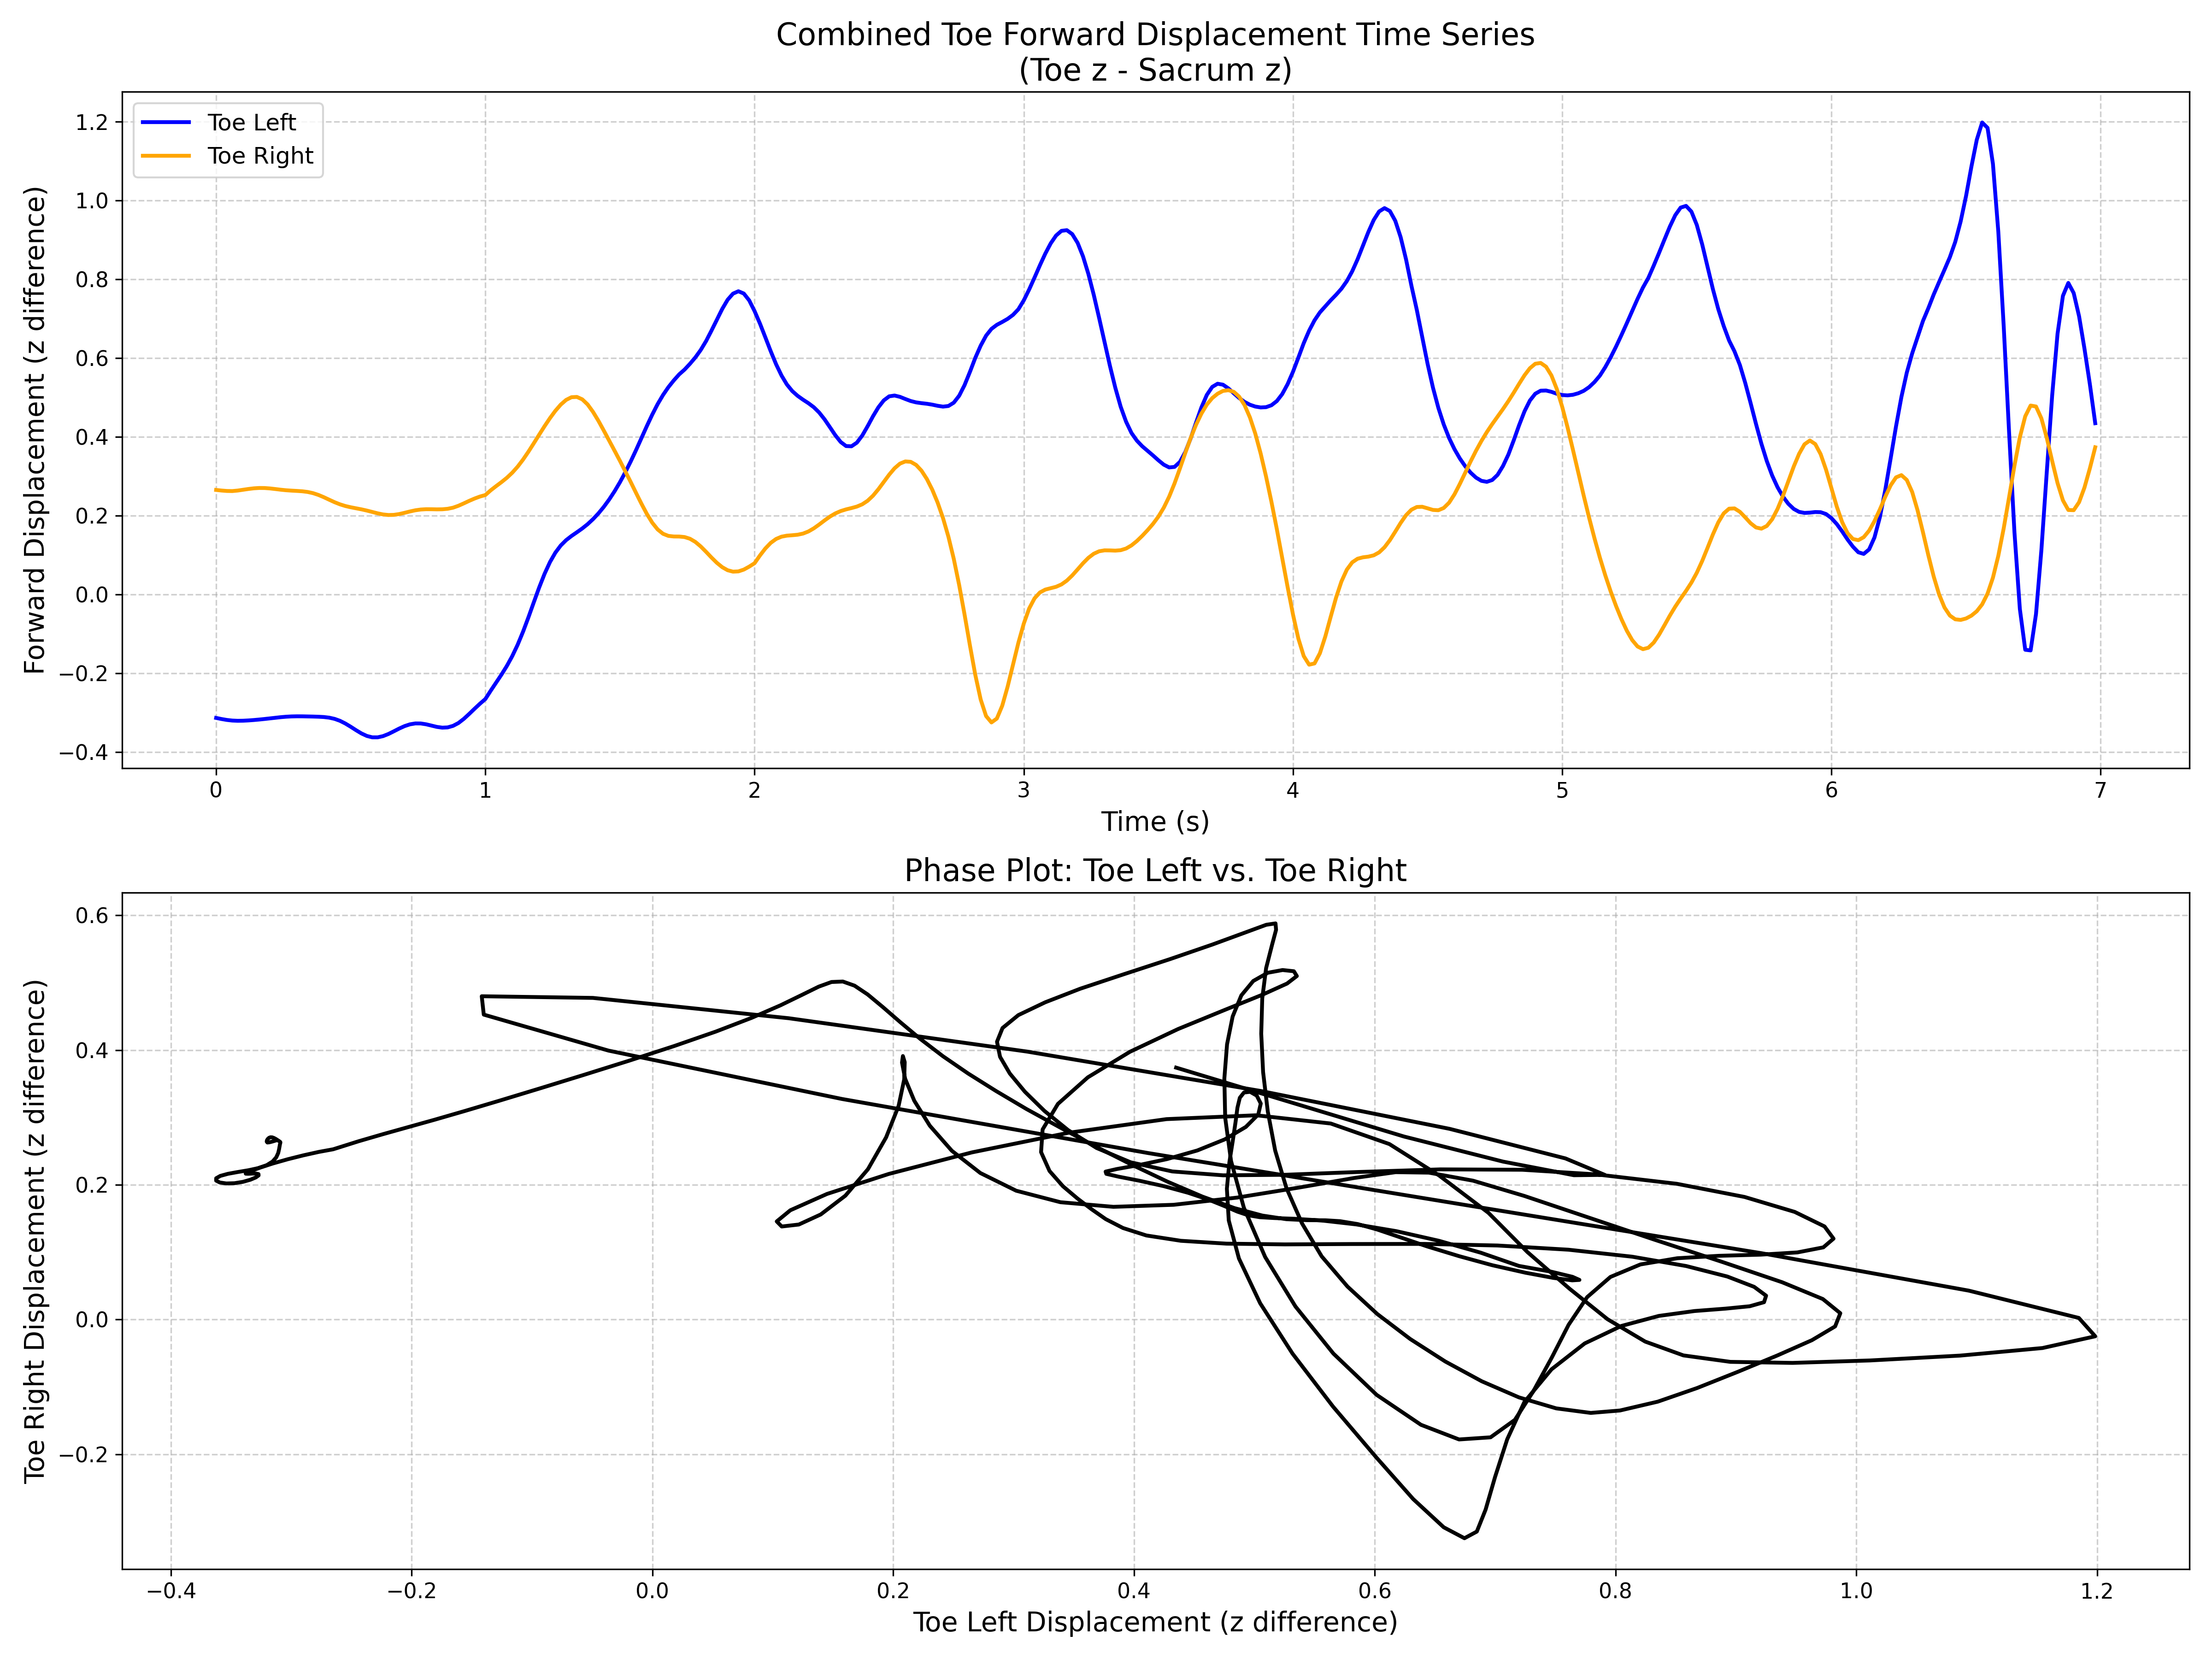 Combined Toe Forward Displacement Time Series
(Toe z - Sacrum z)
Toe Left
Toe Right
Forward Displacement (z difference)
1.2
1.0
0.8
0.6
0.4
0.2
0.0
−0.2
−0.4
0 1 2 3 4 5 6 7
Time (s)
Phase Plot: Toe Left vs. Toe Right
Toe Right Displacement (z difference)
0.6
0.4
0.2
0.0
−0.2
−0.4 −0.2 0.0 0.2 0.4 0.6 0.8 1.0 1.2
Toe Left Displacement (z difference)